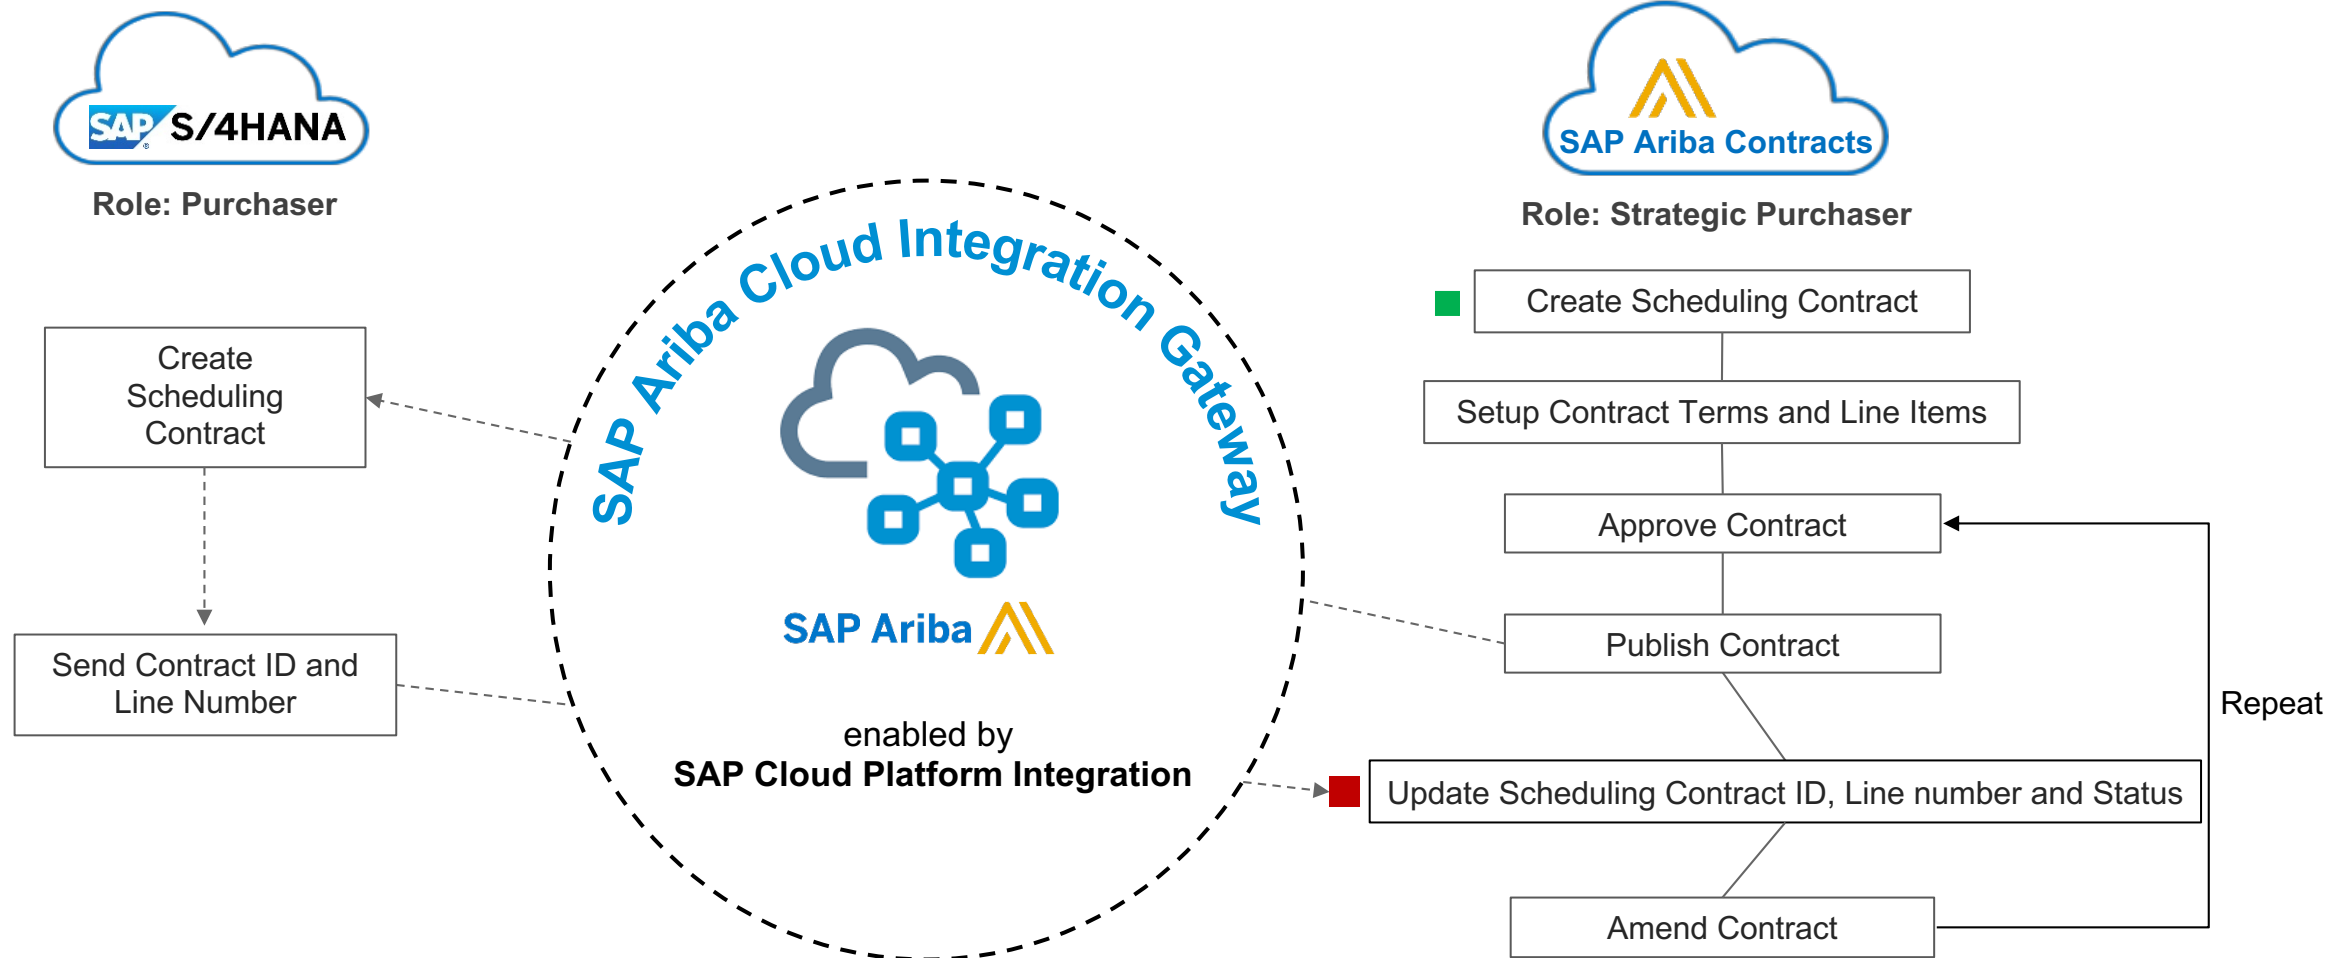 SAP S/4HANA
®
Role: Purchaser
Create
Scheduling
Contract
Send Contract ID and
Line Number
SAP Ariba Cloud Integration Gateway
SAP Ariba
enabled by
SAP Cloud Platform Integration
SAP Ariba Contracts
Role: Strategic Purchaser
Create Scheduling Contract
Setup Contract Terms and Line Items
Approve Contract
Publish Contract
Update Scheduling Contract ID, Line number and Status
Amend Contract
Repeat